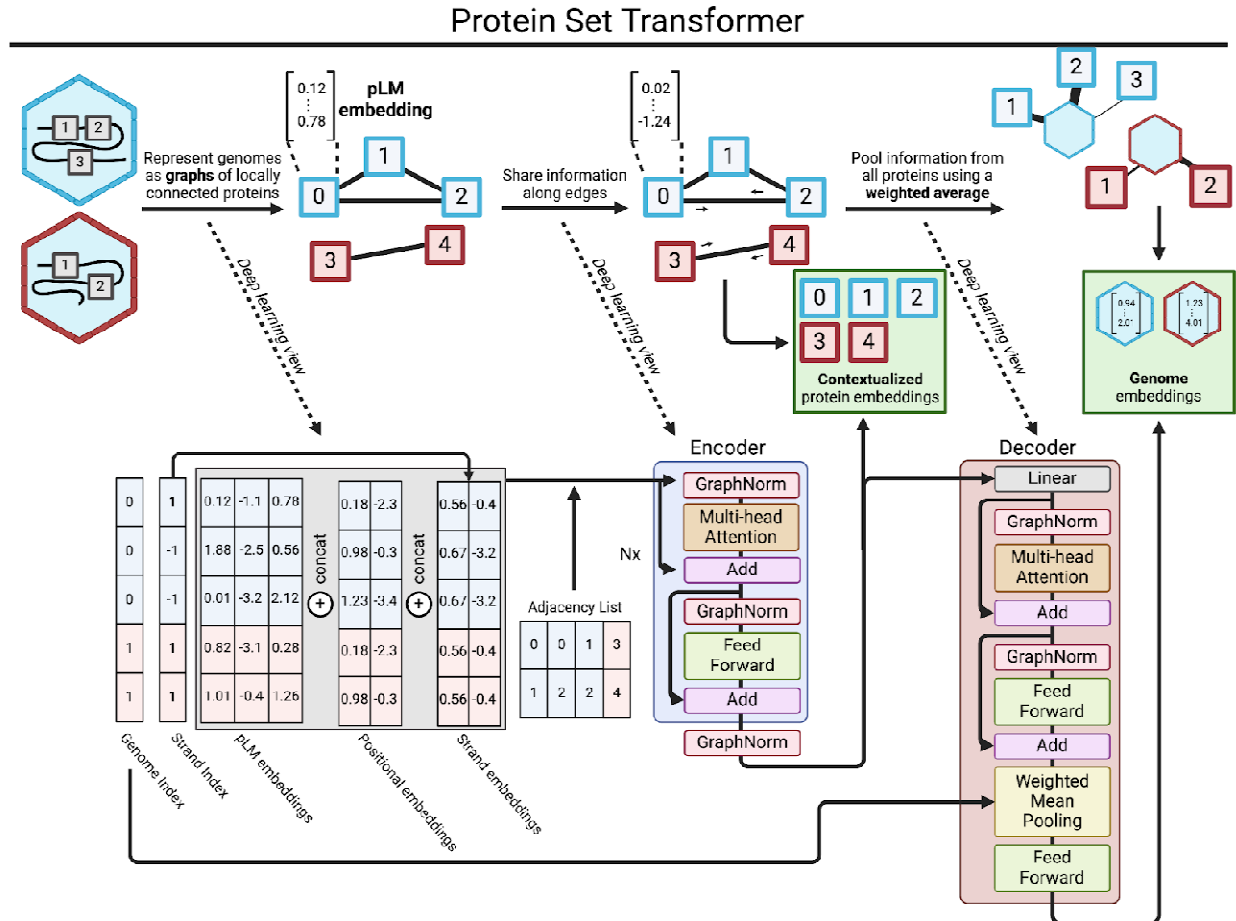 Protein Set Transformer
1 2
3
Represent genomes
as graphs of locally
connected proteins
0.12
⋮
0.78
pLM
embedding
1
0
2
3
4
Share information
along edges
0.02
⋮
-1.24
1
0
2
3
4
Pool information from
all proteins using a
weighted average
1
2
3
1
2
1
2
Deep learning view
Deep learning view
Deep learning view
0 1 2
3 4
Contextualized
protein embeddings
0.94
⋮
2.01
1.23
⋮
4.01
Genome
embeddings
0 1 0.12 -1.1 0.78 0.18 -2.3 0.56 -0.4
0 -1 1.88 -2.5 0.56 0.98 -0.3 0.67 -3.2
0 -1 0.01 -3.2 2.12 1.23 -3.4 0.67 -3.2
1 1 0.82 -3.1 0.28 0.18 -2.3 0.56 -0.4
1 1 1.01 -0.4 1.26 0.98 -0.3 0.56 -0.4
concat
+
concat
+
Genome Index
Strand Index
pLM embeddings
Positional embeddings
Strand embeddings
Adjacency List
0 0 1 3
1 2 2 4
Nx
Encoder
GraphNorm
Multi-head
Attention
Add
GraphNorm
Feed
Forward
Add
GraphNorm
Decoder
Linear
GraphNorm
Multi-head
Attention
Add
GraphNorm
Feed
Forward
Add
Weighted
Mean
Pooling
Feed
Forward